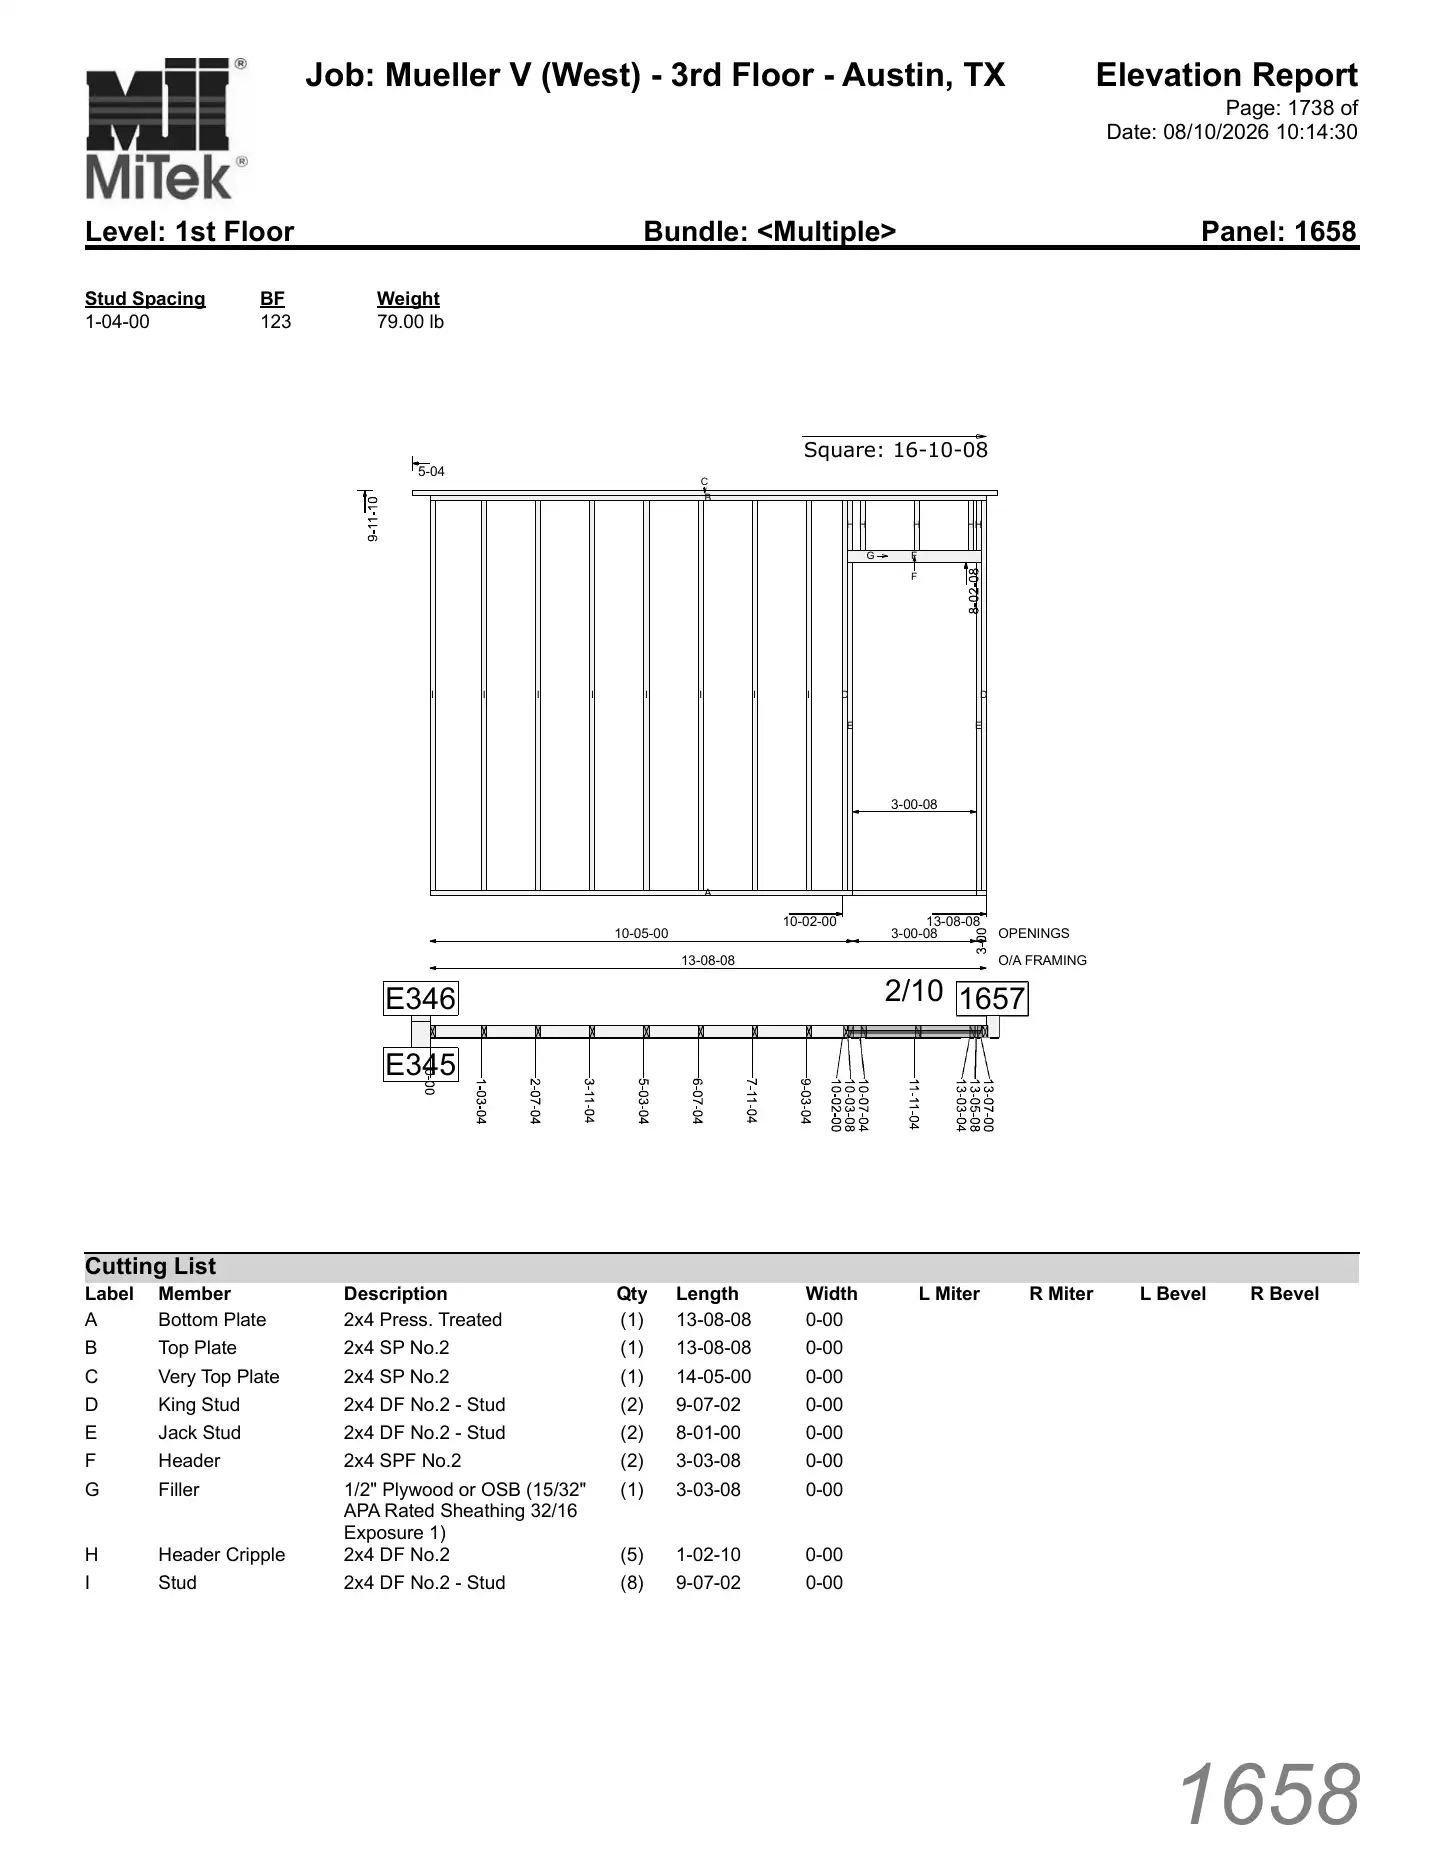 MiTek®
Job: Mueller V (West) - 3rd Floor - Austin, TX
Elevation Report
Page: 1738 of
Date: 08/10/2026 10:14:30
Level: 1st Floor Bundle: <Multiple> Panel: 1658
Stud Spacing BF Weight
1-04-00 123 79.00 lb
Square: 16-10-08
5-04
C
B
9-11-10
H H H H H
G F
F
8-02-08
I I I I I I I I D D
E E
3-00-08
A
10-02-00 13-08-08
10-05-00 3-00-08 3-00 OPENINGS
13-08-08 O/A FRAMING
E346 2/10 1657
E345
0-00 1-03-04 2-07-04 3-11-04 5-03-04 6-07-04 7-11-04 9-03-04 10-02-00 10-03-08 10-07-04 11-11-04 13-03-04 13-05-08 13-07-00
Cutting List
Label Member Description Qty Length Width L Miter R Miter L Bevel R Bevel
A Bottom Plate 2x4 Press. Treated (1) 13-08-08 0-00
B Top Plate 2x4 SP No.2 (1) 13-08-08 0-00
C Very Top Plate 2x4 SP No.2 (1) 14-05-00 0-00
D King Stud 2x4 DF No.2 - Stud (2) 9-07-02 0-00
E Jack Stud 2x4 DF No.2 - Stud (2) 8-01-00 0-00
F Header 2x4 SPF No.2 (2) 3-03-08 0-00
G Filler 1/2" Plywood or OSB (15/32" (1) 3-03-08 0-00
APA Rated Sheathing 32/16
Exposure 1)
H Header Cripple 2x4 DF No.2 (5) 1-02-10 0-00
I Stud 2x4 DF No.2 - Stud (8) 9-07-02 0-00
1658